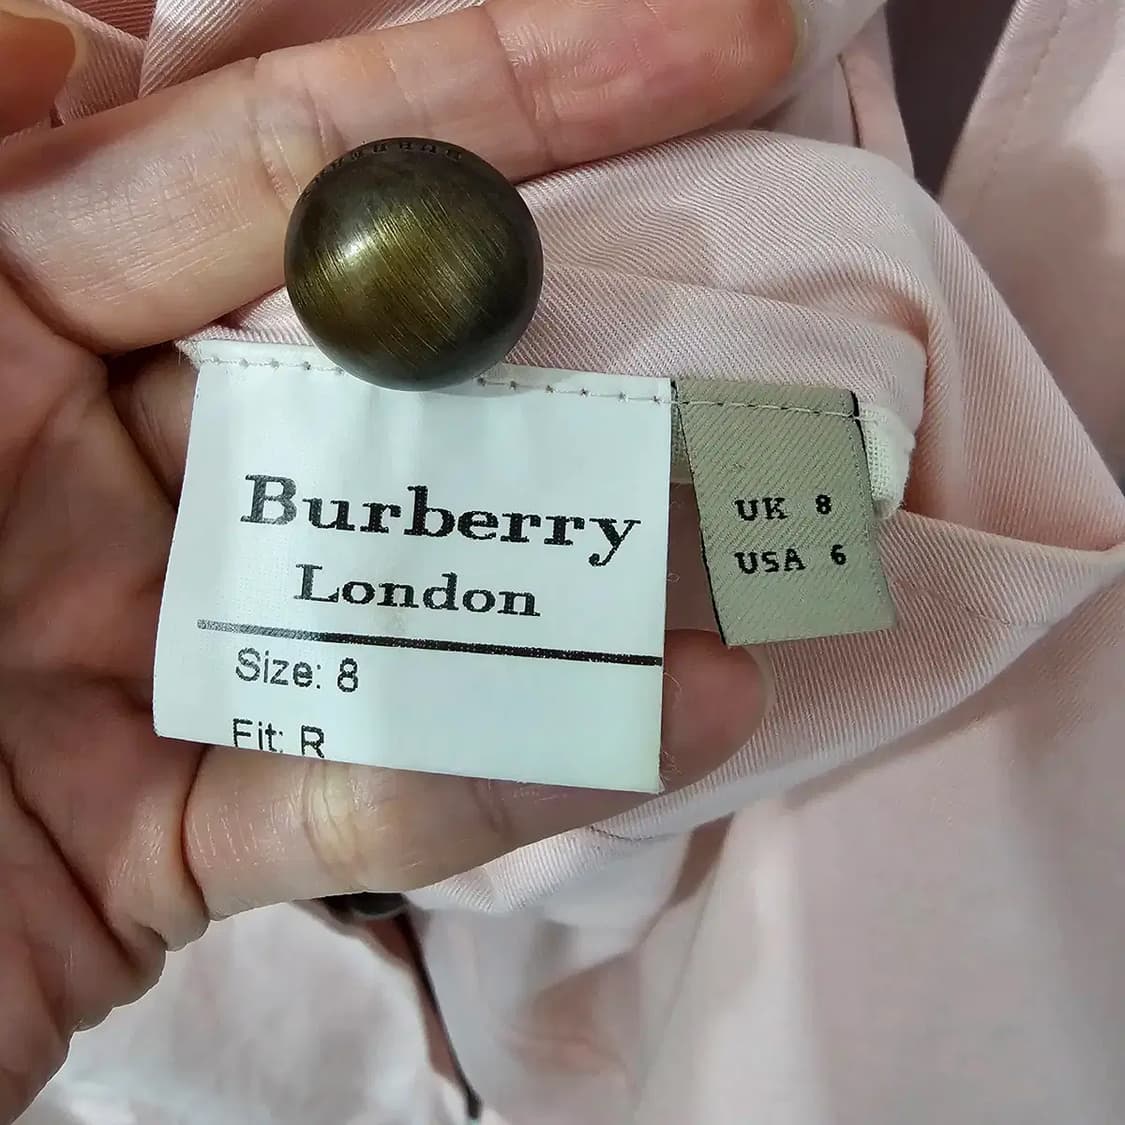 Burberry
London
Size: 8
Fit: R
UK 8
USA 6